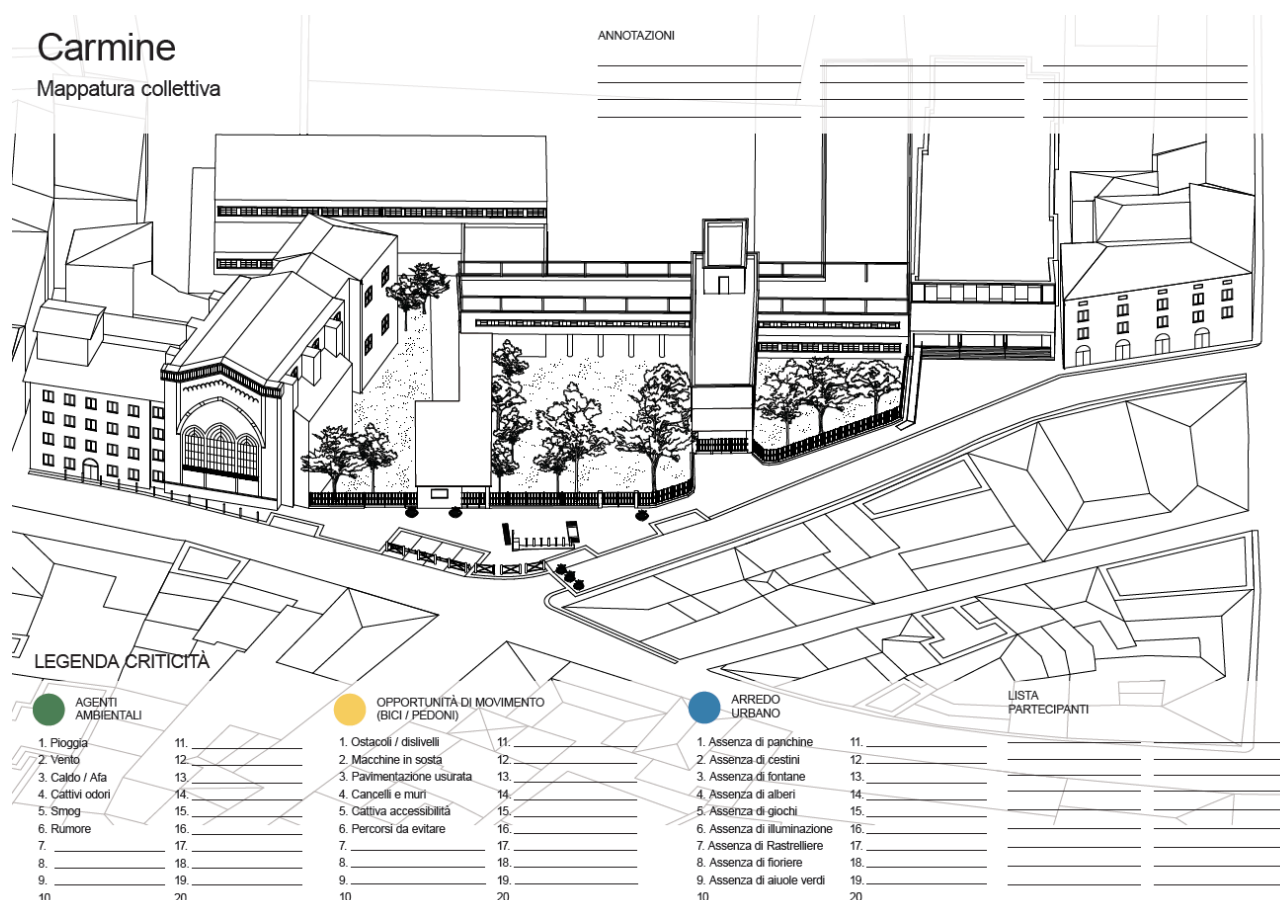 Carmine
Mappatura collettiva
ANNOTAZIONI
LEGENDA CRITICITÀ
AGENTI
AMBIENTALI
1. Pioggia
2. Vento
3. Caldo / Afa
4. Cattivi odori
5. Smog
6. Rumore
7.
8.
9.
10
11.
12.
13.
14.
15.
16.
17.
18.
19.
20
OPPORTUNITÀ DI MOVIMENTO
(BICI / PEDONI)
1. Ostacoli / dislivelli
2. Macchine in sosta
3. Pavimentazione usurata
4. Cancelli e muri
5. Cattiva accessibilità
6. Percorsi da evitare
7.
8.
9.
10
11.
12.
13.
14.
15.
16.
17.
18.
19.
20
ARREDO
URBANO
1. Assenza di panchine
2. Assenza di cestini
3. Assenza di fontane
4. Assenza di alberi
5. Assenza di giochi
6. Assenza di illuminazione
7. Assenza di Rastrelliere
8. Assenza di fioriere
9. Assenza di aiuole verdi
10
11.
12.
13.
14.
15.
16.
17.
18.
19.
20
LISTA
PARTECIPANTI